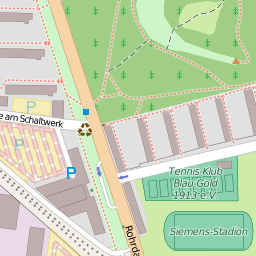 P
e am Schaltwerk
P
P
Tennis Klub
Blau Gold
1913 e.V
Siemens-Stadion
Rohrda